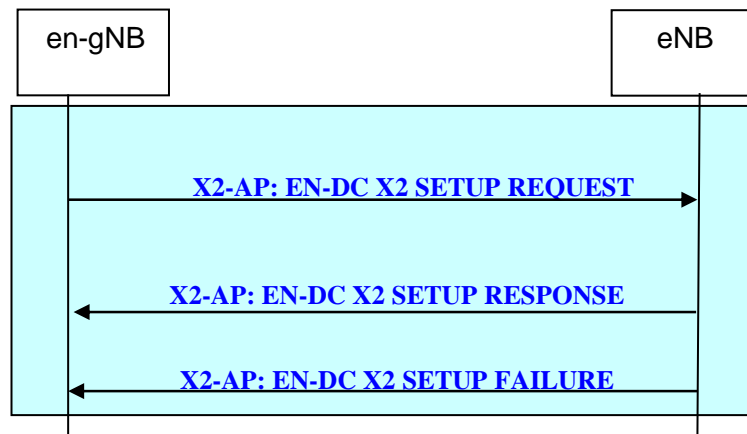 en-gNB
eNB
X2-AP: EN-DC X2 SETUP REQUEST
X2-AP: EN-DC X2 SETUP RESPONSE
X2-AP: EN-DC X2 SETUP FAILURE